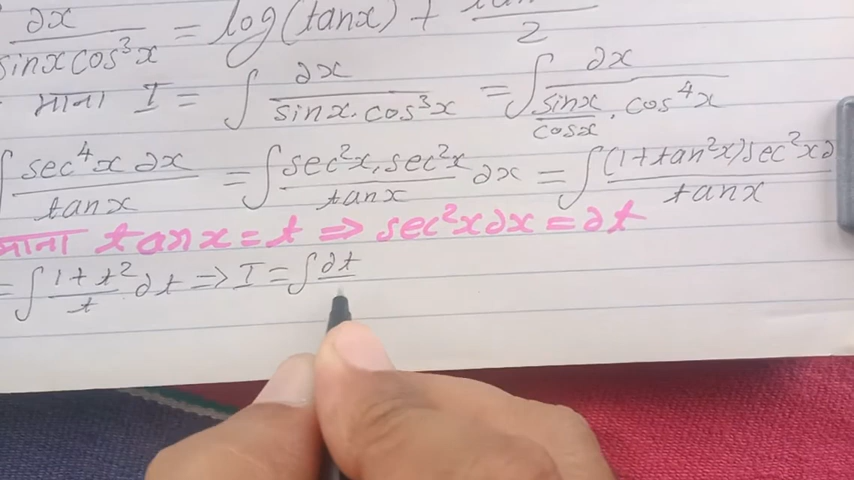 ∂x / sinx cos³x = log(tanx) + / 2
माना I = ∫ ∂x / sinx.cos³x = ∫ ∂x / (sinx / cosx . cos⁴x)
∫ sec⁴x ∂x / tanx = ∫ sec²x.sec²x / tanx ∂x = ∫ (1+tan²x)sec²x∂ / tanx
माना tanx = t ⇒ sec²x∂x = ∂t
= ∫ 1+t² / t ∂t ⇒ I = ∫ ∂t